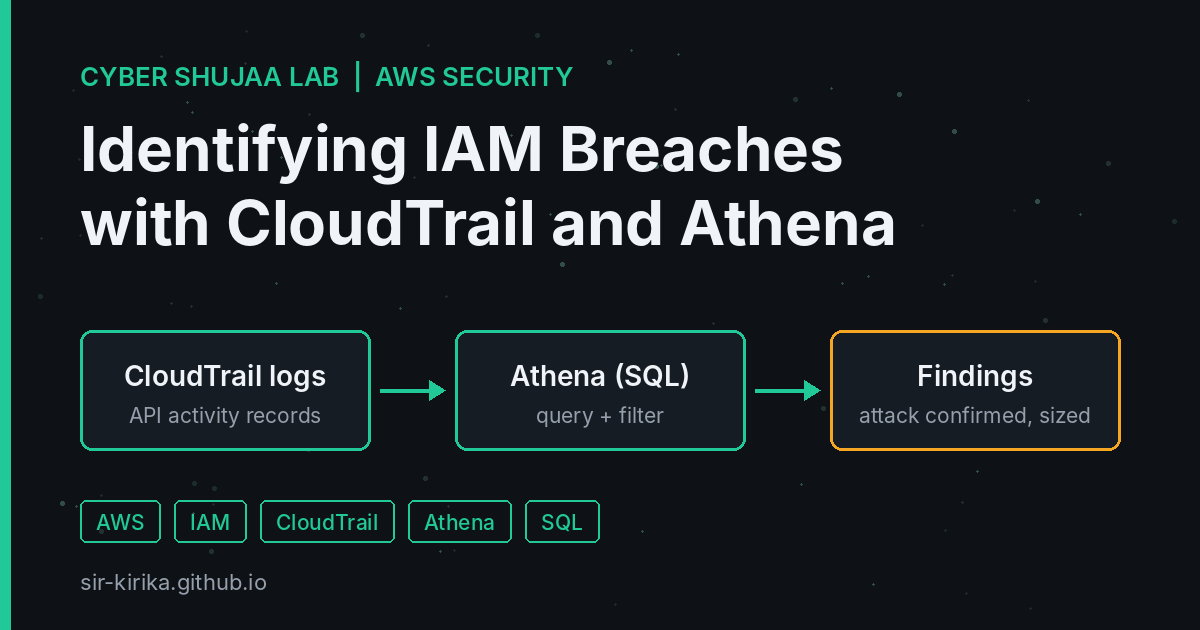 CYBER SHUJAA LAB | AWS SECURITY
Identifying IAM Breaches
with CloudTrail and Athena
CloudTrail logs
API activity records
Athena (SQL)
query + filter
Findings
attack confirmed, sized
AWS
IAM
CloudTrail
Athena
SQL
sir-kirika.github.io